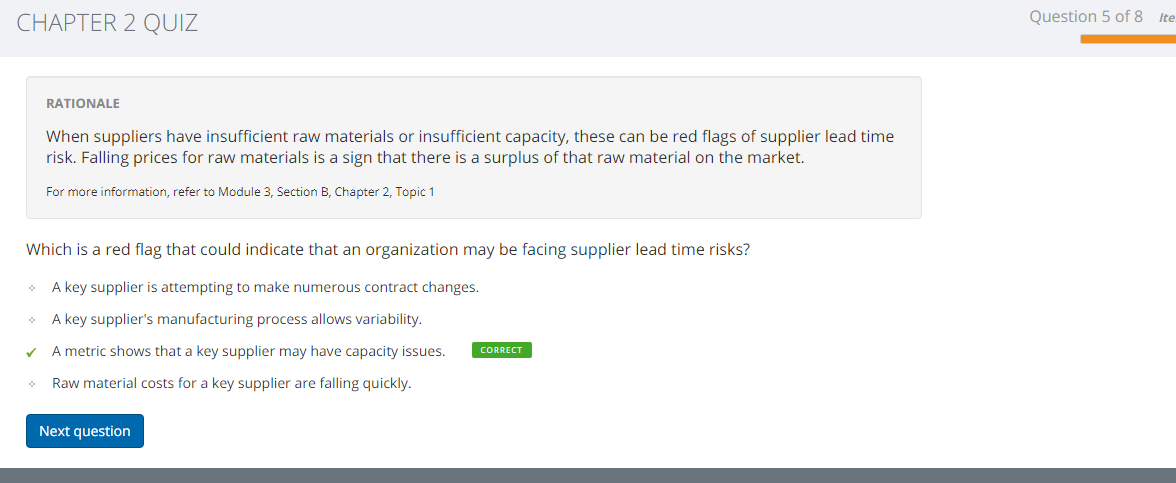 CHAPTER 2 QUIZ
Question 5 of 8
RATIONALE
When suppliers have insufficient raw materials or insufficient capacity, these can be red flags of supplier lead time
risk. Falling prices for raw materials is a sign that there is a surplus of that raw material on the market.
For more information, refer to Module 3, Section B, Chapter 2, Topic 1
Which is a red flag that could indicate that an organization may be facing supplier lead time risks?
A key supplier is attempting to make numerous contract changes.
A key supplier's manufacturing process allows variability.
A metric shows that a key supplier may have capacity issues. CORRECT
Raw material costs for a key supplier are falling quickly.
Next question